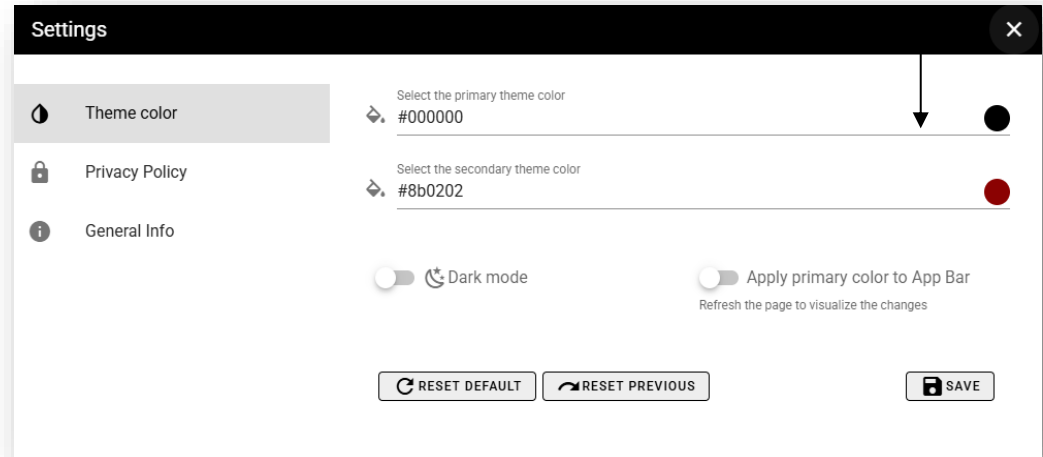 Settings
Theme color
Privacy Policy
General Info
Select the primary theme color
#000000
Select the secondary theme color
#8b0202
Dark mode
Apply primary color to App Bar
Refresh the page to visualize the changes
RESET DEFAULT
RESET PREVIOUS
SAVE